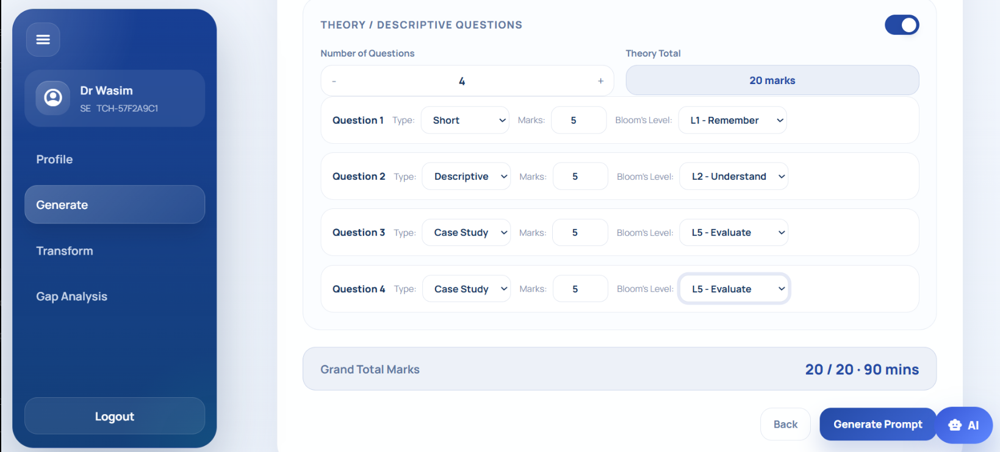 Dr Wasim
SE TCH-57F2A9C1
Profile
Generate
Transform
Gap Analysis
Logout
THEORY / DESCRIPTIVE QUESTIONS
Number of Questions
- 4 +
Theory Total
20 marks
Question 1 Type: Short Marks: 5 Bloom's Level: L1 - Remember
Question 2 Type: Descriptive Marks: 5 Bloom's Level: L2 - Understand
Question 3 Type: Case Study Marks: 5 Bloom's Level: L5 - Evaluate
Question 4 Type: Case Study Marks: 5 Bloom's Level: L5 - Evaluate
Grand Total Marks 20 / 20 · 90 mins
Back Generate Prompt AI